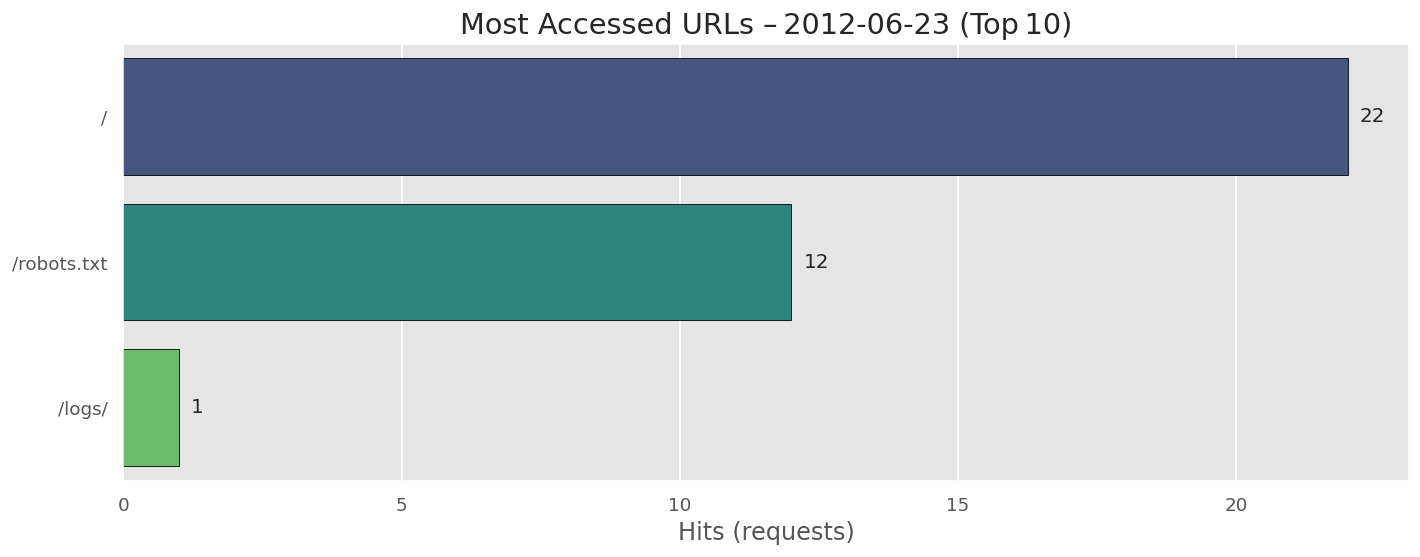 Most Accessed URLs – 2012-06-23 (Top 10)
/
22
/robots.txt
12
/logs/
1
0
5
10
15
20
Hits (requests)